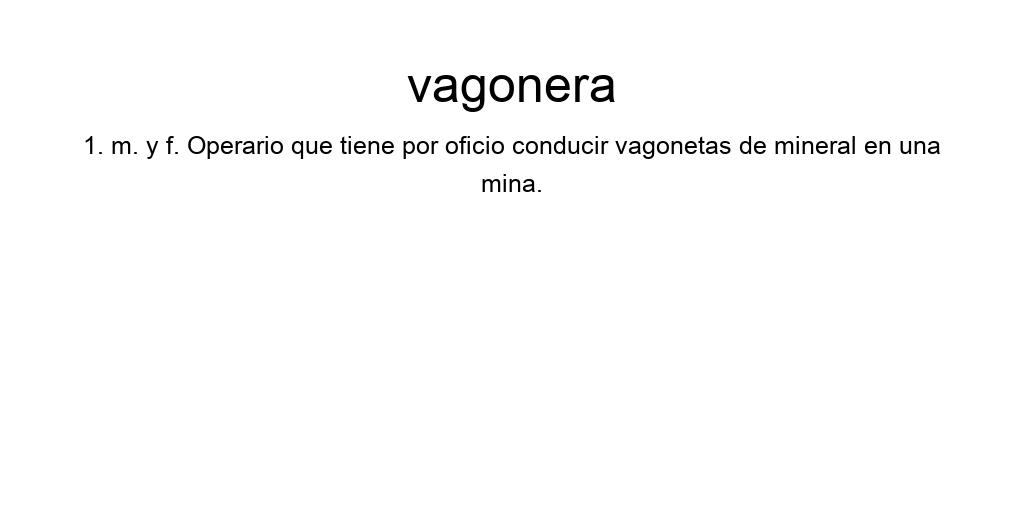 vagonera
1. m. y f. Operario que tiene por oficio conducir vagonetas de mineral en una
mina.